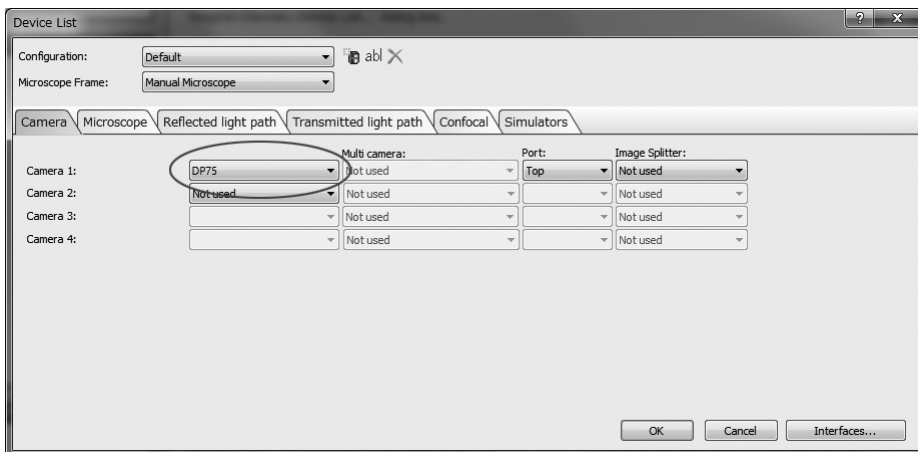 Device List
? X
Configuration: Default abl
Microscope Frame: Manual Microscope
Camera Microscope Reflected light path Transmitted light path Confocal Simulators
Multi camera: Port: Image Splitter:
Camera 1: DP75 Not used Top Not used
Camera 2: Not used Not used Not used
Camera 3: Not used Not used
Camera 4: Not used Not used
OK Cancel Interfaces...